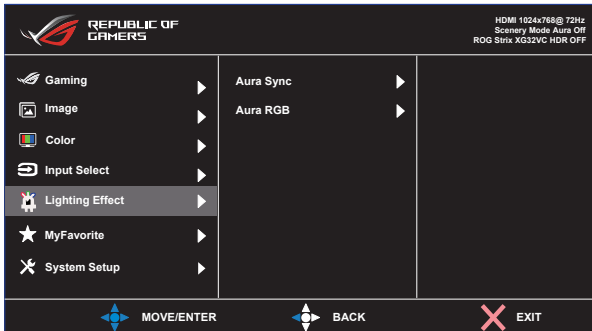 REPUBLIC OF
GAMERS
HDMI 1024x768@ 72Hz
Scenery Mode Aura Off
ROG Strix XG32VC HDR OFF
Gaming
Image
Color
Input Select
Lighting Effect
MyFavorite
System Setup
Aura Sync
Aura RGB
MOVE/ENTER
BACK
EXIT